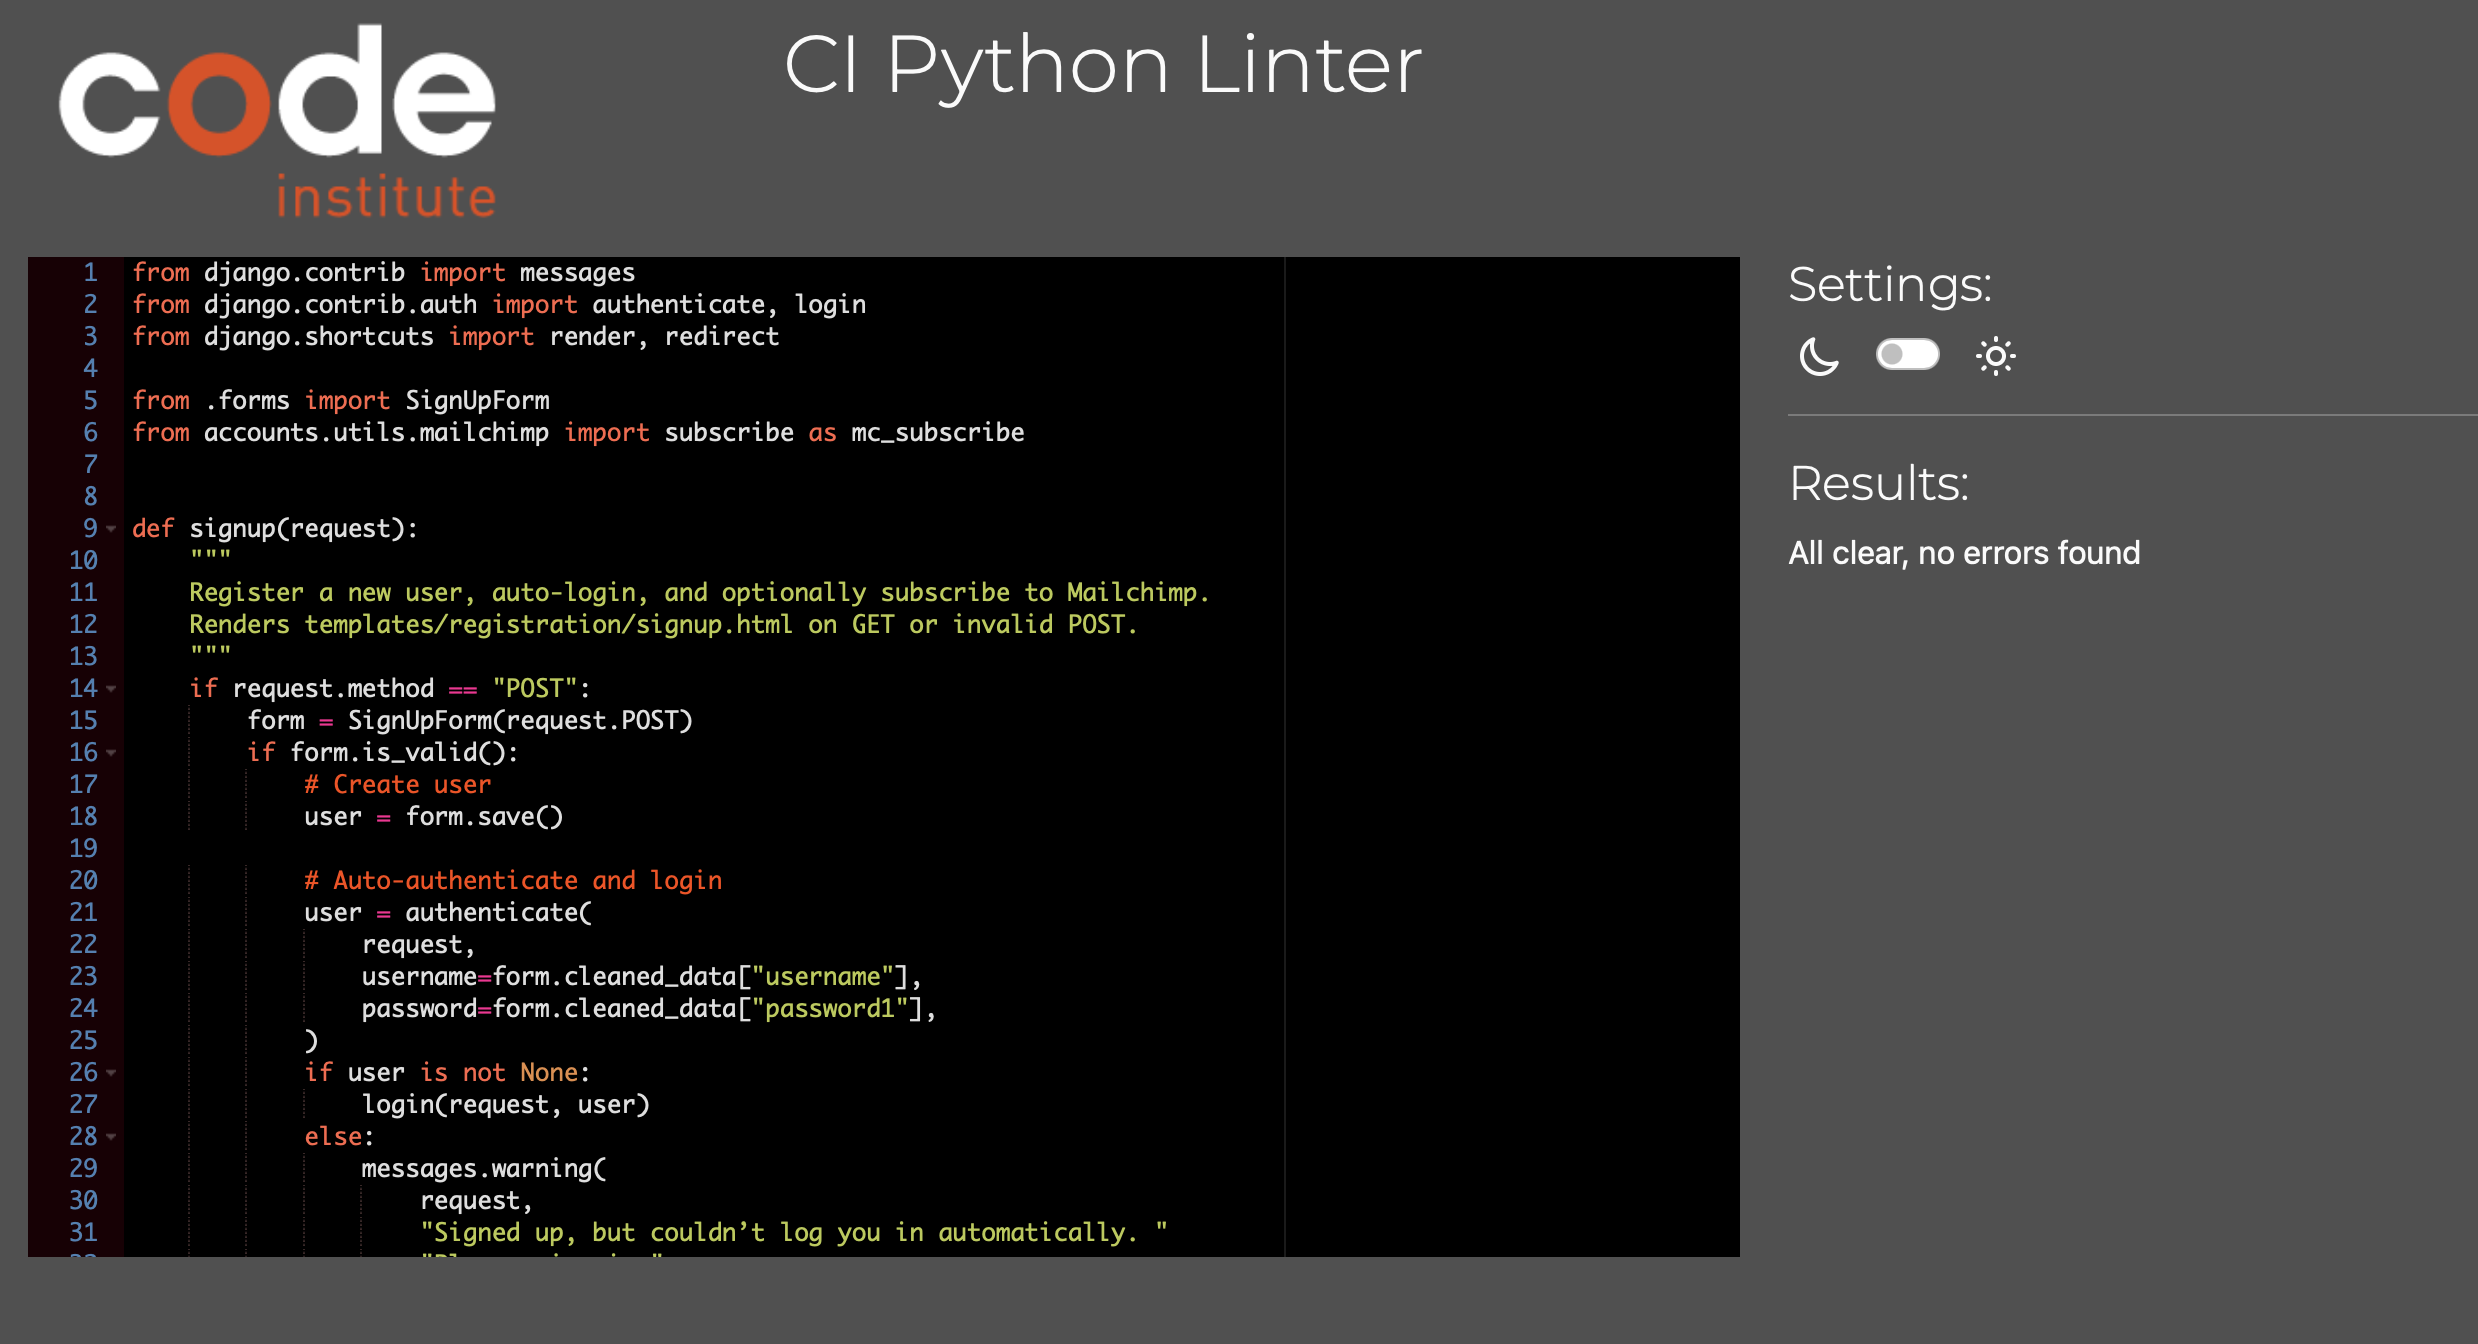 code
institute
CI Python Linter
1 from django.contrib import messages
2 from django.contrib.auth import authenticate, login
3 from django.shortcuts import render, redirect
4
5 from .forms import SignUpForm
6 from accounts.utils.mailchimp import subscribe as mc_subscribe
7
8
9 def signup(request):
10     """
11     Register a new user, auto-login, and optionally subscribe to Mailchimp.
12     Renders templates/registration/signup.html on GET or invalid POST.
13     """
14     if request.method == "POST":
15         form = SignUpForm(request.POST)
16         if form.is_valid():
17             # Create user
18             user = form.save()
19
20             # Auto-authenticate and login
21             user = authenticate(
22                 request,
23                 username=form.cleaned_data["username"],
24                 password=form.cleaned_data["password1"],
25             )
26             if user is not None:
27                 login(request, user)
28             else:
29                 messages.warning(
30                     request,
31                     "Signed up, but couldn’t log you in automatically. "
Settings:
Results:
All clear, no errors found